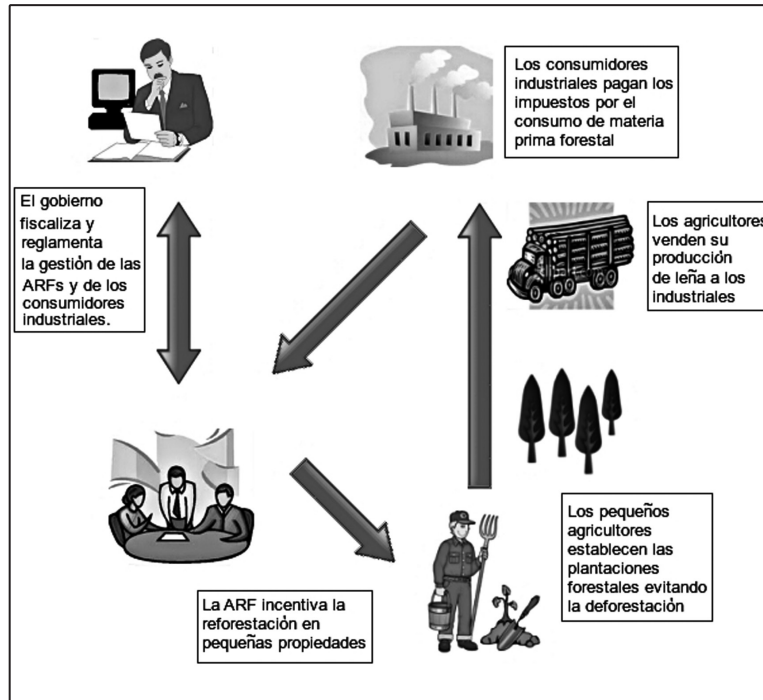 Los consumidores
industriales pagan los
impuestos por el
consumo de materia
prima forestal
El gobierno
fiscaliza y
reglamenta
la gestión de las
ARFs y de los
consumidores
industriales.
Los agricultores
venden su
producción
de leña a los
industriales
Los pequeños
agricultores
establecen las
plantaciones
forestales evitando
la deforestación
La ARF incentiva la
reforestación en
pequeñas propiedades